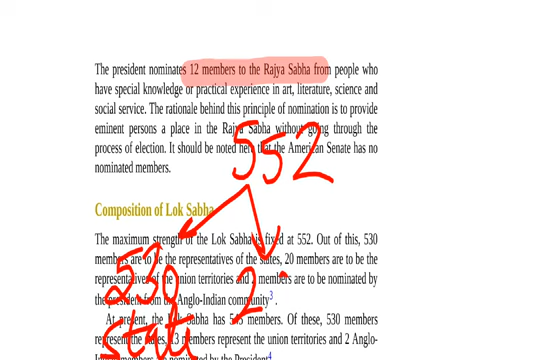 The president nominates 12 members to the Rajya Sabha from people who
have special knowledge or practical experience in art, literature, science and
social service. The rationale behind this principle of nomination is to provide
eminent persons a place in the Rajya Sabha without going through the
process of election. It should be noted here that the American Senate has no
nominated members.
552
Composition of Lok Sabha
The maximum strength of the Lok Sabha is fixed at 552. Out of this, 530
members are to be the representatives of the states, 20 members are to be the
representatives of the union territories and 2 members are to be nominated by
the president from the Anglo-Indian community3.
530
2
At present, the Lok Sabha has members. Of these, 530 members
represent the states, 13 members represent the union territories and 2 Anglo-
members are nominated by the President4
state